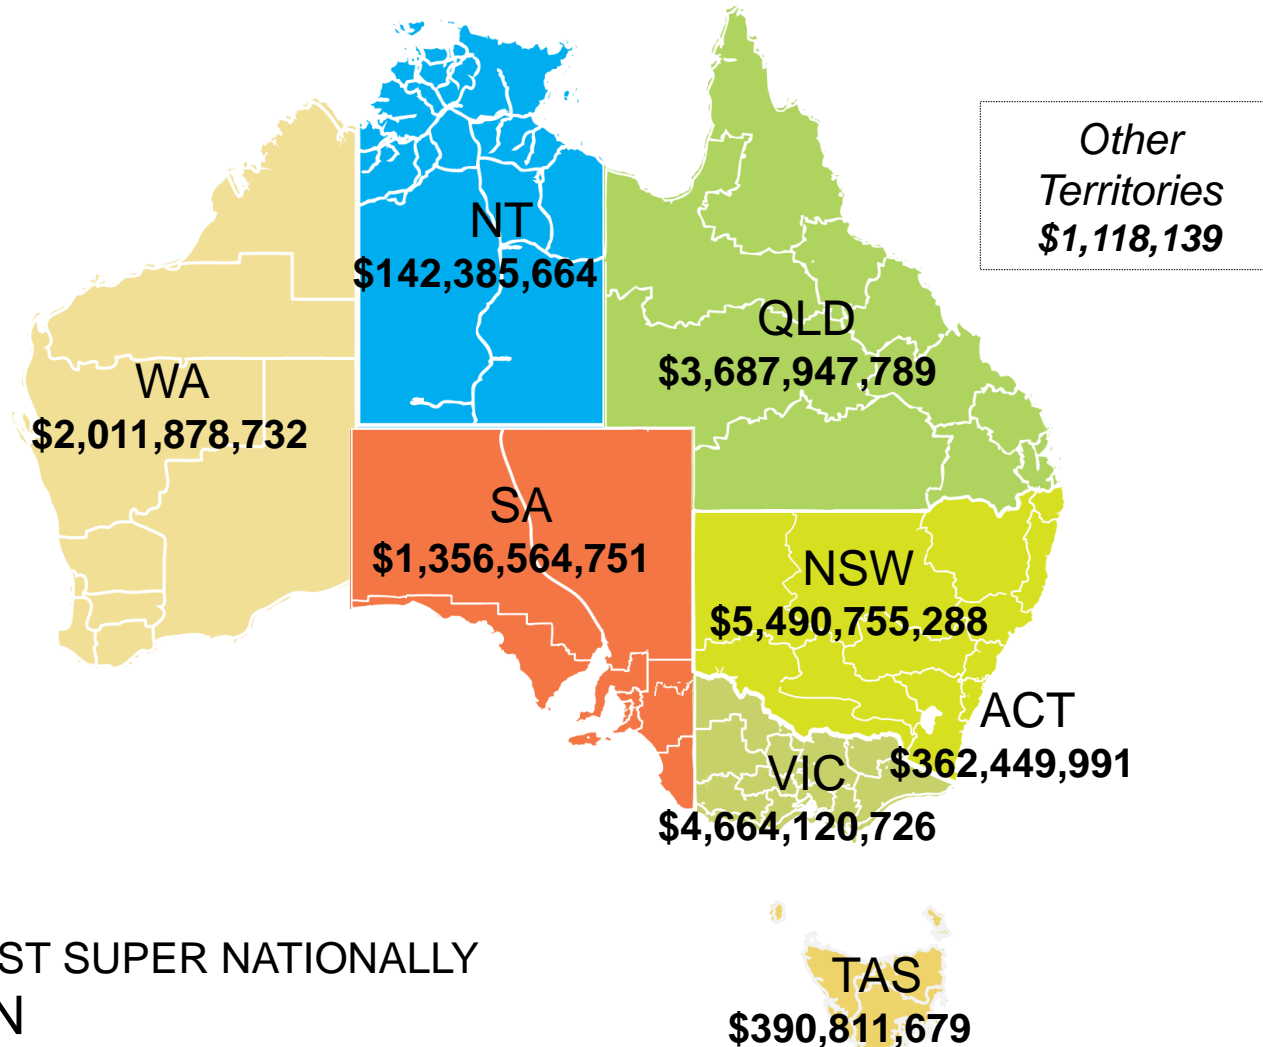 Other
Territories
$1,118,139
NT
$142,385,664
QLD
$3,687,947,789
WA
$2,011,878,732
SA
$1,356,564,751
NSW
$5,490,755,288
ACT
$362,449,991
VIC
$4,664,120,726
ST SUPER NATIONALLY
N
TAS
$390,811,679